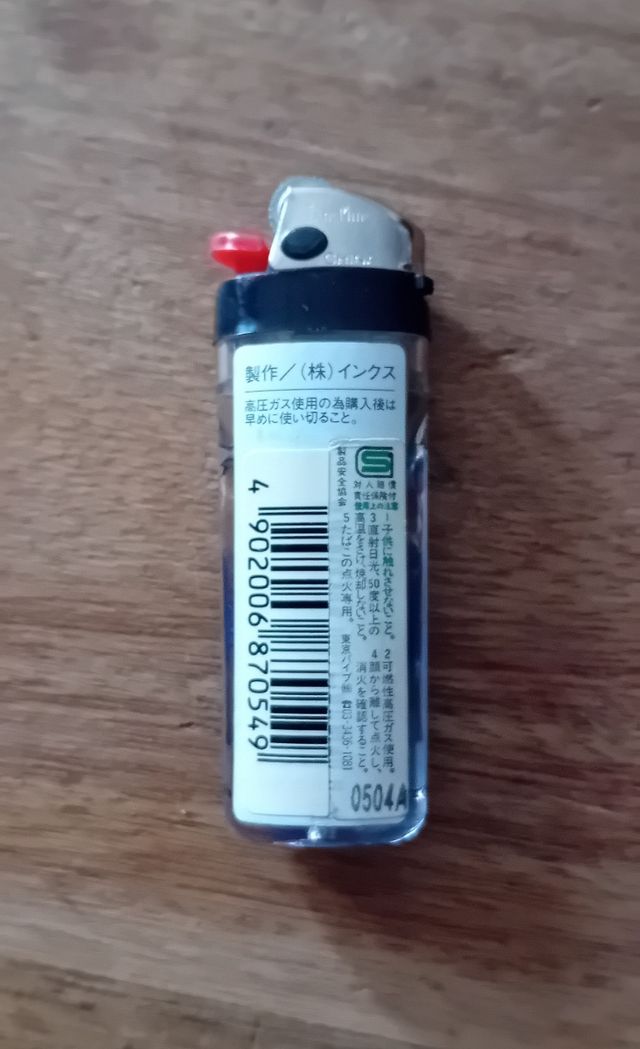 製作／(株)インクス
高圧ガス使用の為購入後は
早めに使い切ること。
製品安全協会
S
対人賠償
責任保険付
使用上の注意
1子供に触れさせないこと。
2可燃性高圧ガス使用。
3直射日光、50度以上の
高温をさけ、焼却しないこと。
4顔から離して点火し、
消火を確認すること。
5たばこの点火専用。
東京パイプ㈱ ☎03-3436-1081
4 902006 870549
0504A